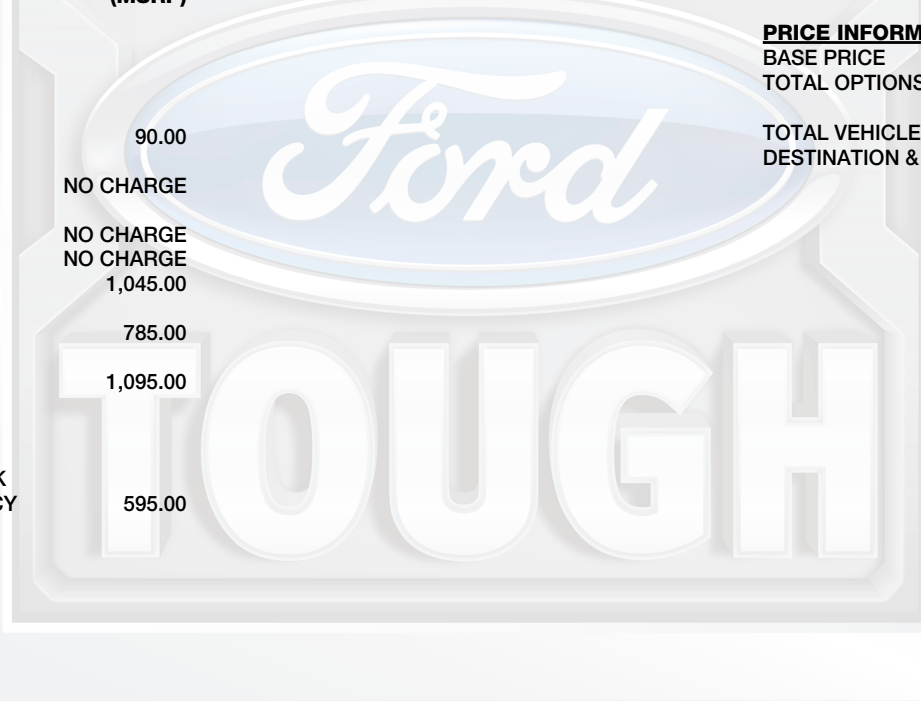 (MSRP)
90.00
NO CHARGE
NO CHARGE
NO CHARGE
1,045.00
785.00
1,095.00
595.00
PRICE INFORM
BASE PRICE
TOTAL OPTIONS
TOTAL VEHICLE
DESTINATION &
Ford
TOUGH